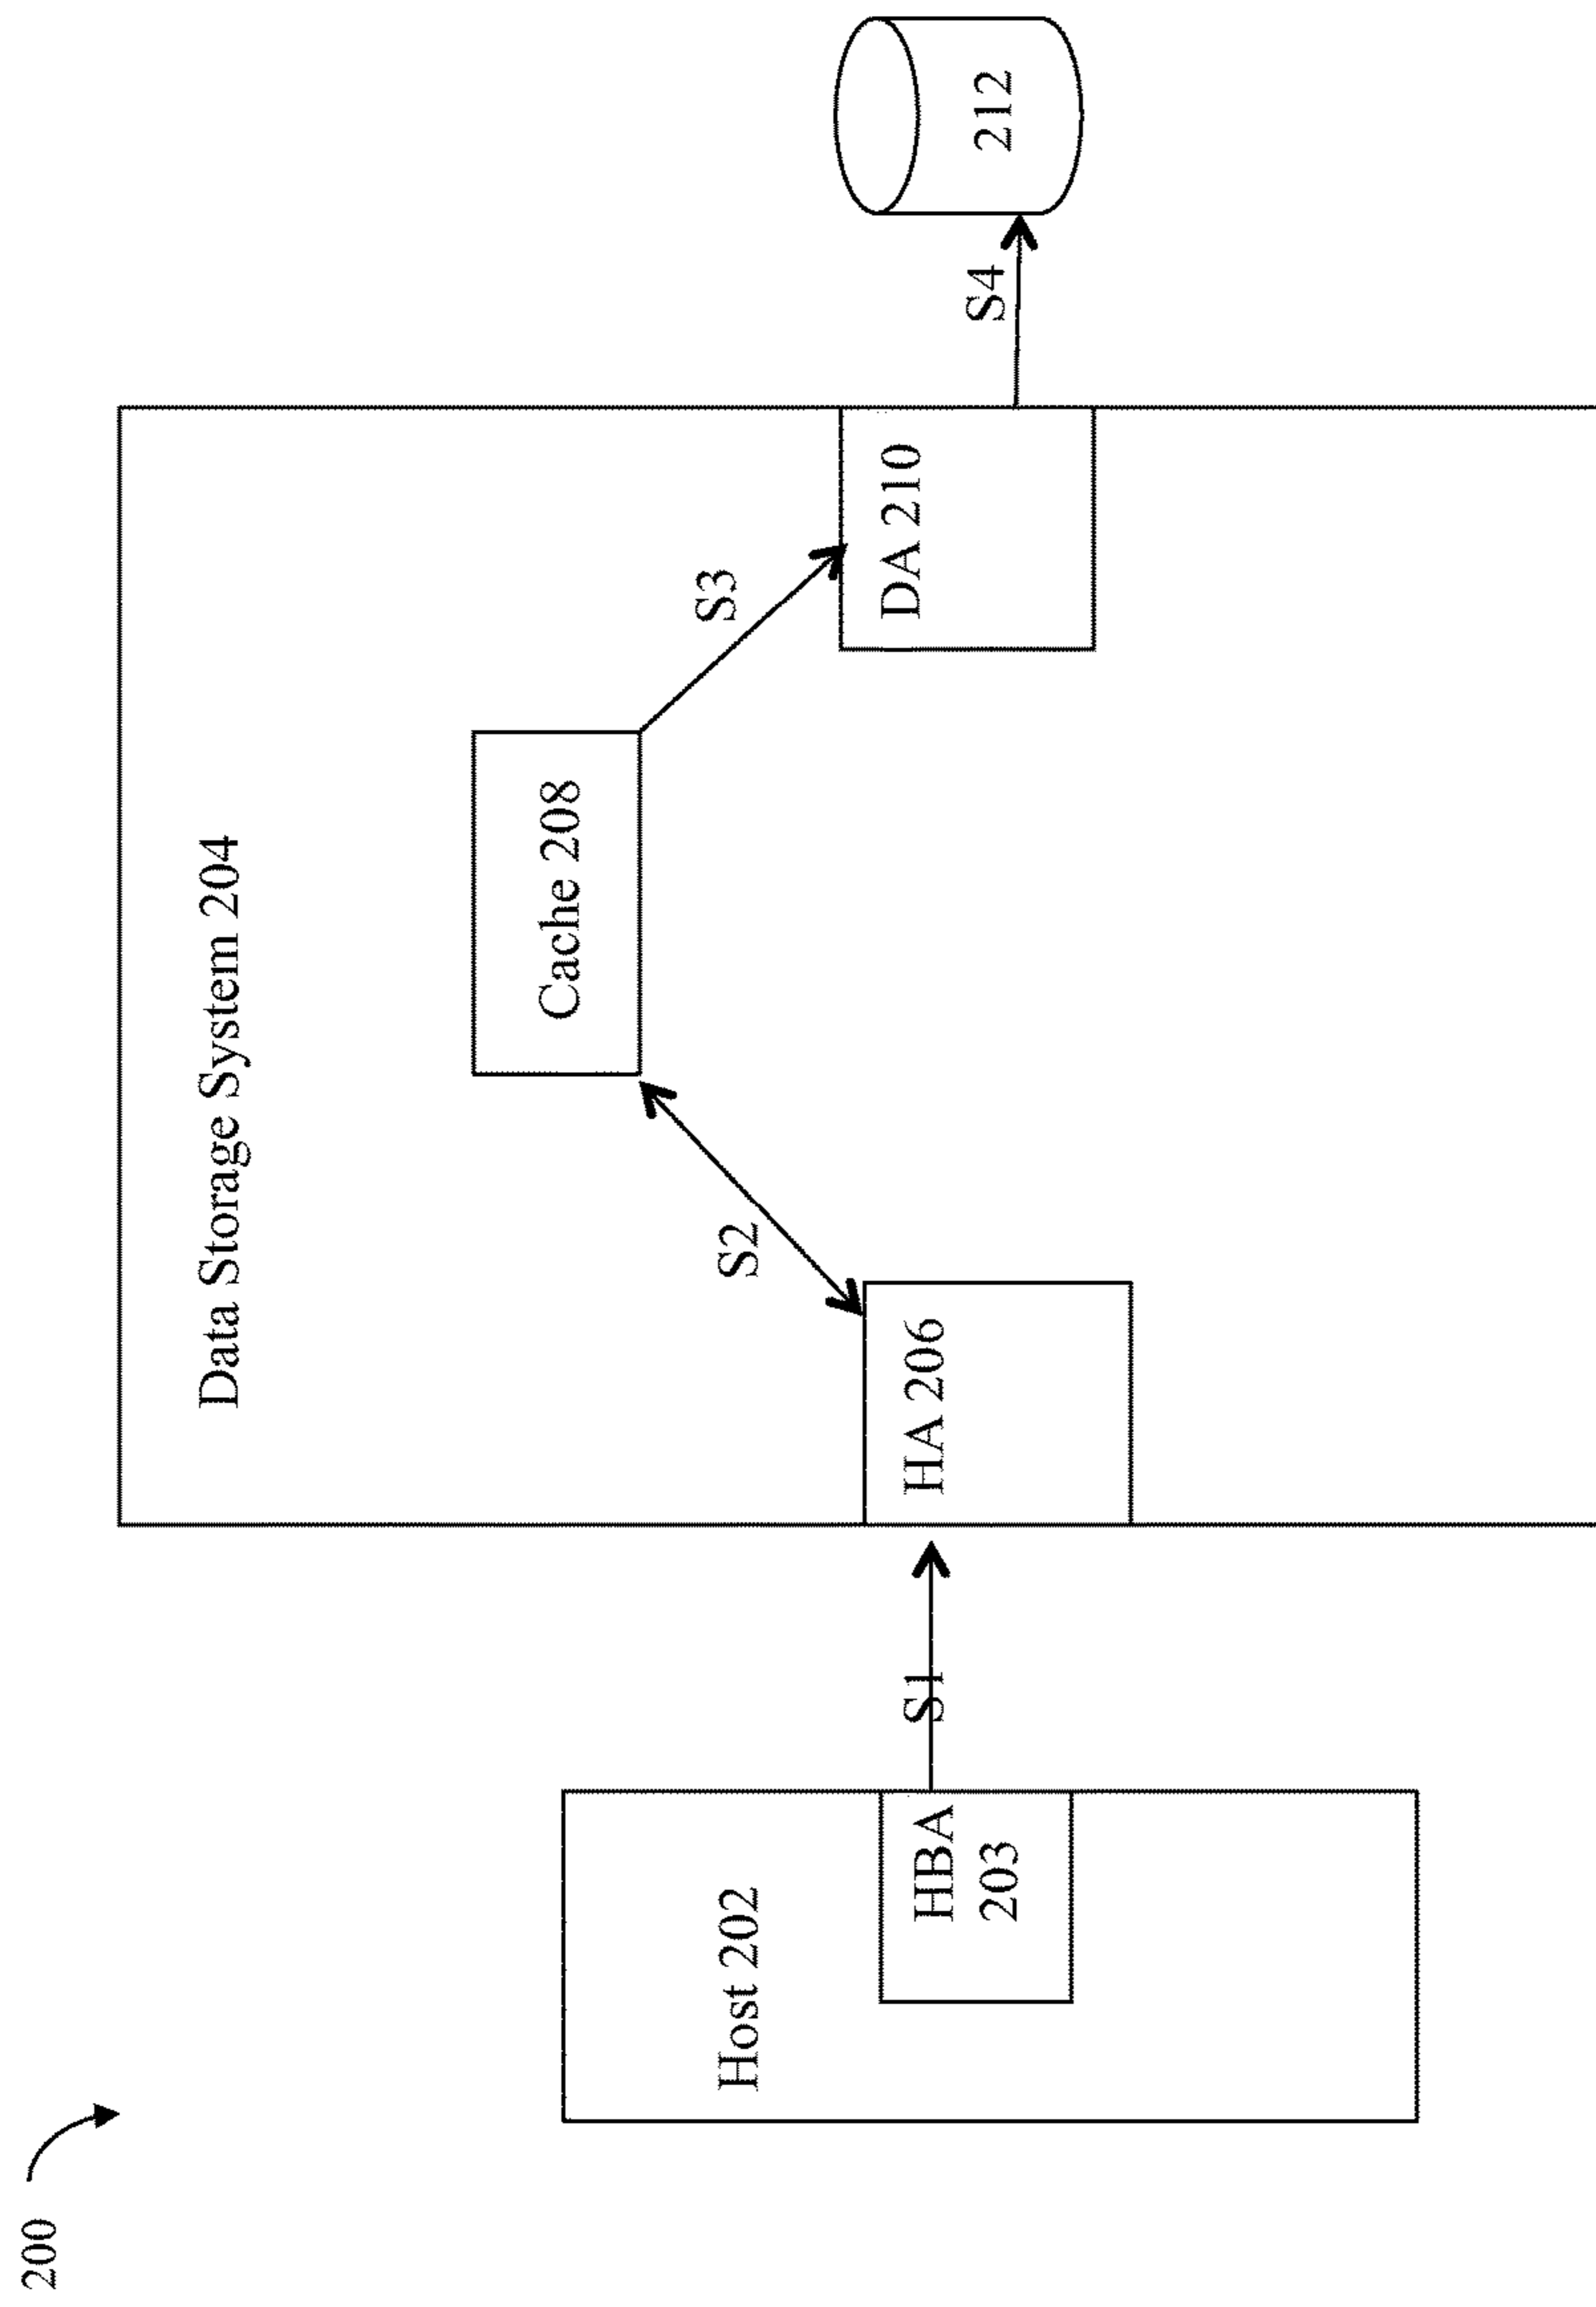 200
Data Storage System 204
Cache 208
S2
S3
Host 202
HBA
203
S1
HA 206
DA 210
S4
212